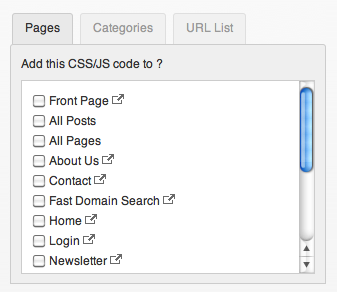 Pages Categories URL List
Add this CSS/JS code to ?
Front Page
All Posts
All Pages
About Us
Contact
Fast Domain Search
Home
Login
Newsletter